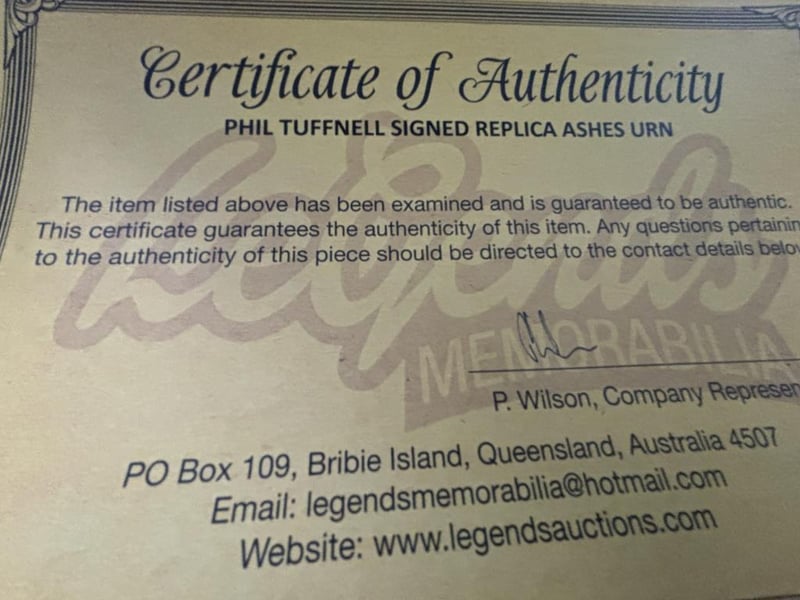 Certificate of Authenticity
PHIL TUFFNELL SIGNED REPLICA ASHES URN
The item listed above has been examined and is guaranteed to be authentic.
This certificate guarantees the authenticity of this item. Any questions pertainin
to the authenticity of this piece should be directed to the contact details belo
Legends
MEMORABILIA
P. Wilson, Company Represen
PO Box 109, Bribie Island, Queensland, Australia 4507
Email: legendsmemorabilia@hotmail.com
Website: www.legendsauctions.com